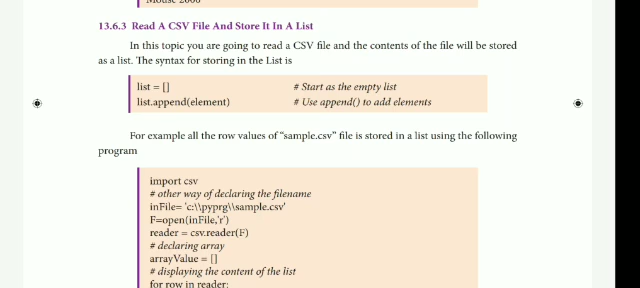 Mouse 2000
13.6.3 Read A CSV File And Store It In A List
In this topic you are going to read a CSV file and the contents of the file will be stored
as a list. The syntax for storing in the List is
list = [] # Start as the empty list
list.append(element) # Use append() to add elements
For example all the row values of “sample.csv” file is stored in a list using the following
program
import csv
# other way of declaring the filename
inFile= 'c:\\pyprg\\sample.csv'
F=open(inFile,'r')
reader = csv.reader(F)
# declaring array
arrayValue = []
# displaying the content of the list
for row in reader: